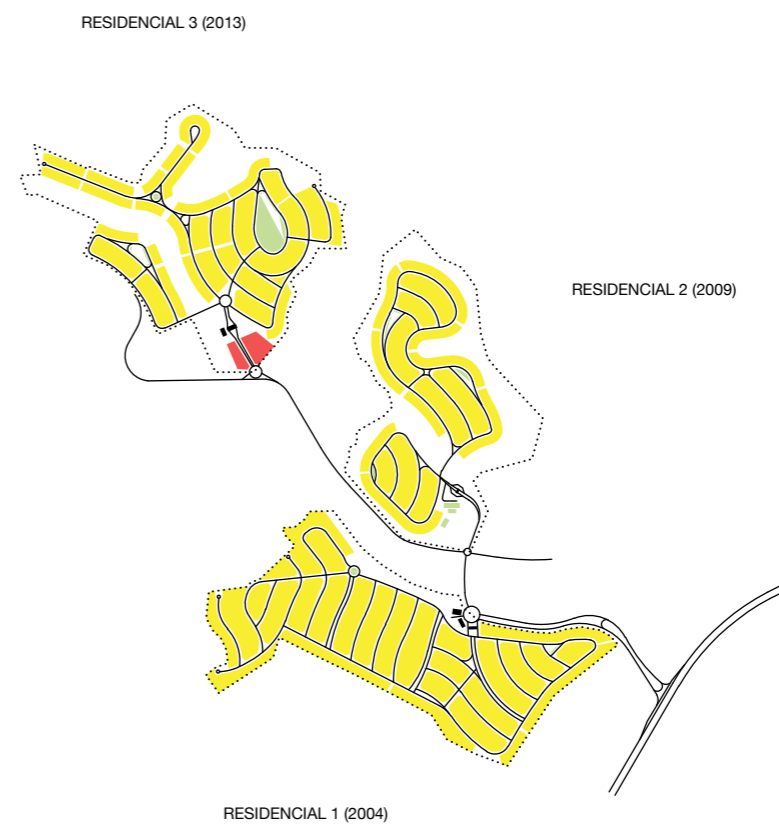 RESIDENCIAL 3 (2013)
RESIDENCIAL 2 (2009)
RESIDENCIAL 1 (2004)